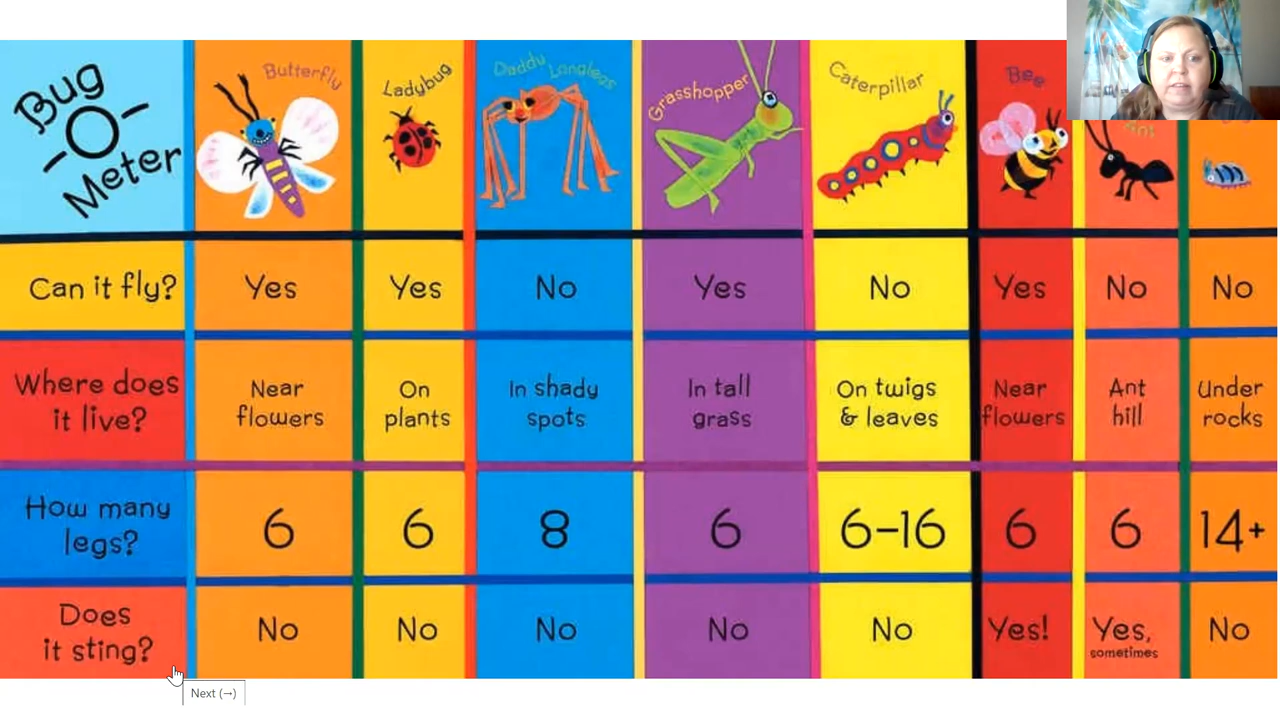 Bug
O
Meter
Butterfly
Ladybug
Daddy Longlegs
Grasshopper
Caterpillar
Bee
Can it fly?
Yes
Yes
No
Yes
No
Yes
No
No
Where does
it live?
Near
flowers
On
plants
In shady
spots
In tall
grass
On twigs
& leaves
Near
flowers
Ant
hill
Under
rocks
How many
legs?
6
6
8
6
6-16
6
6
14+
Does
it sting?
No
No
No
No
No
Yes!
Yes,
sometimes
No
Next (→)